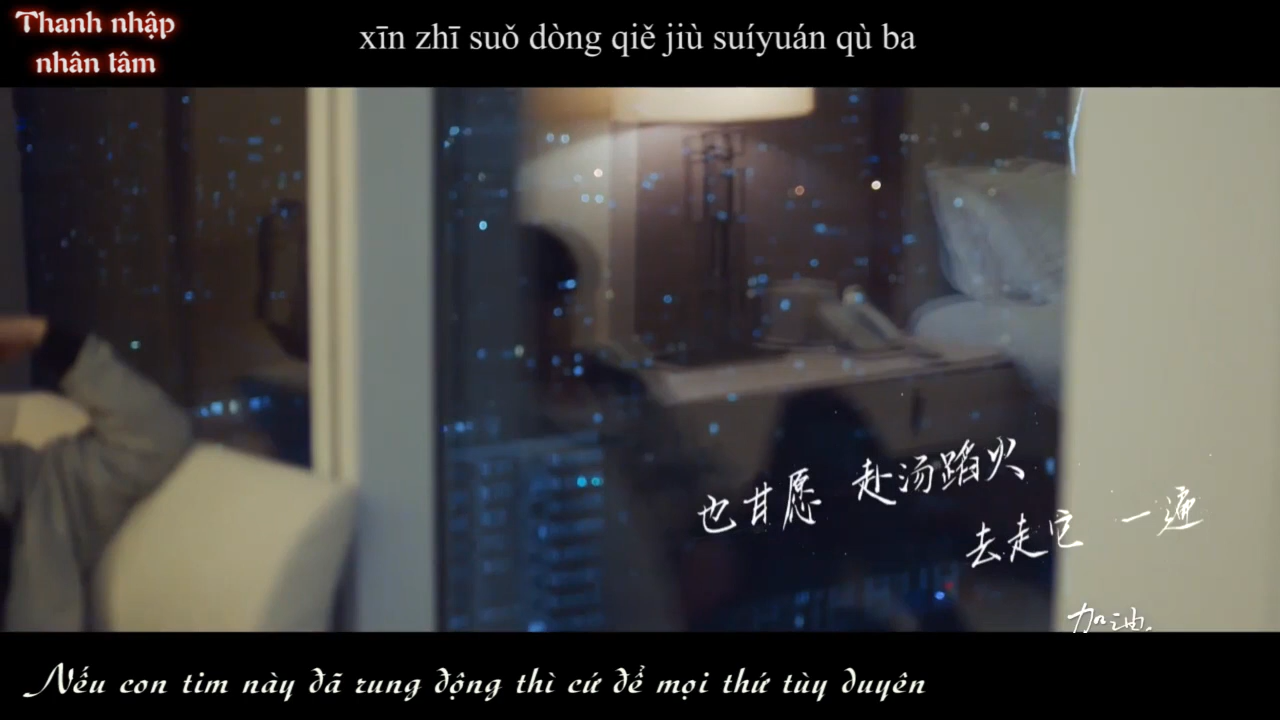 Thanh nhập
nhân tâm
xīn zhī suǒ dòng qiě jiù suíyuán qù ba
也甘愿 赴汤蹈火
去走它 一遍
加油。
Nếu con tim này đã rung động thì cứ để mọi thứ tùy duyên